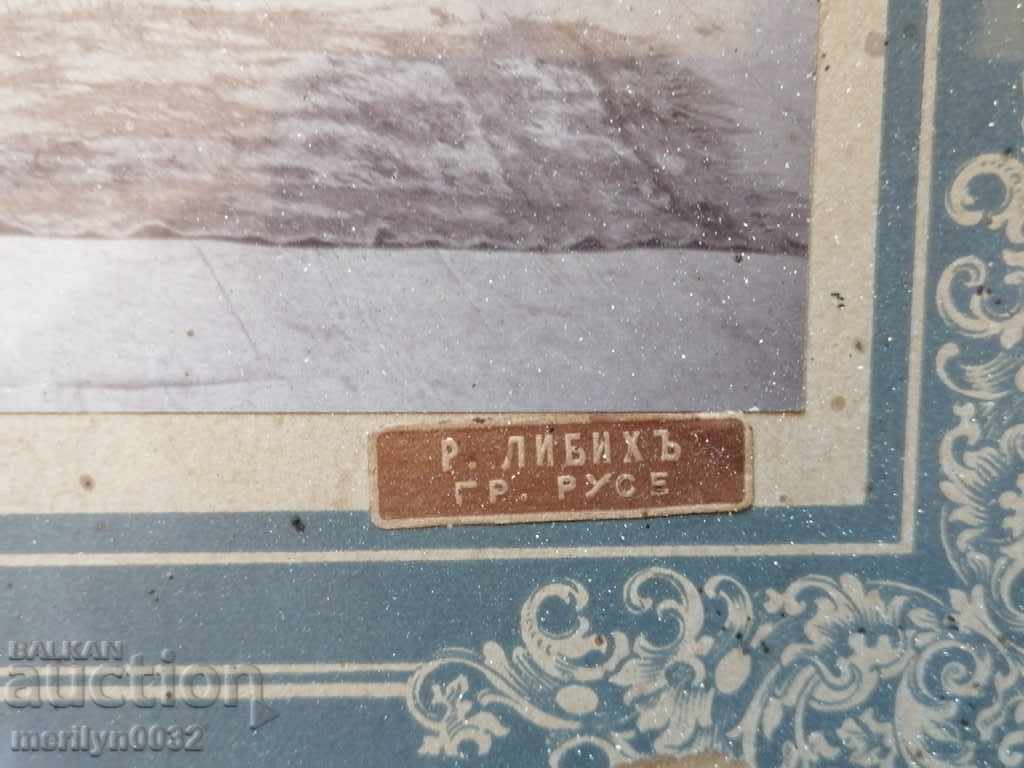 Р. ЛИБИХЪ
ГР. РУСЕ
BALKAN
auction
merilyn0032